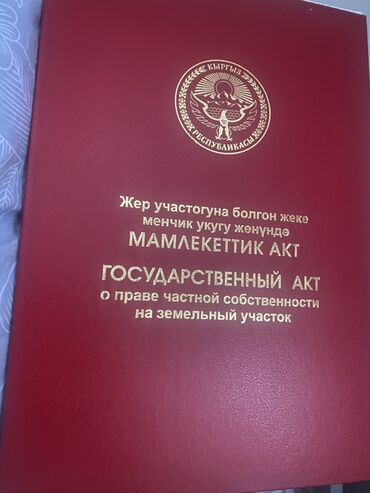 КЫРГЫЗ
РЕСПУБЛИКАСЫ
Жер участогуна болгон жеке
менчик укугу жөнүндө
МАМЛЕКЕТТИК АКТ
ГОСУДАРСТВЕННЫЙ АКТ
о праве частной собственности
на земельный участок